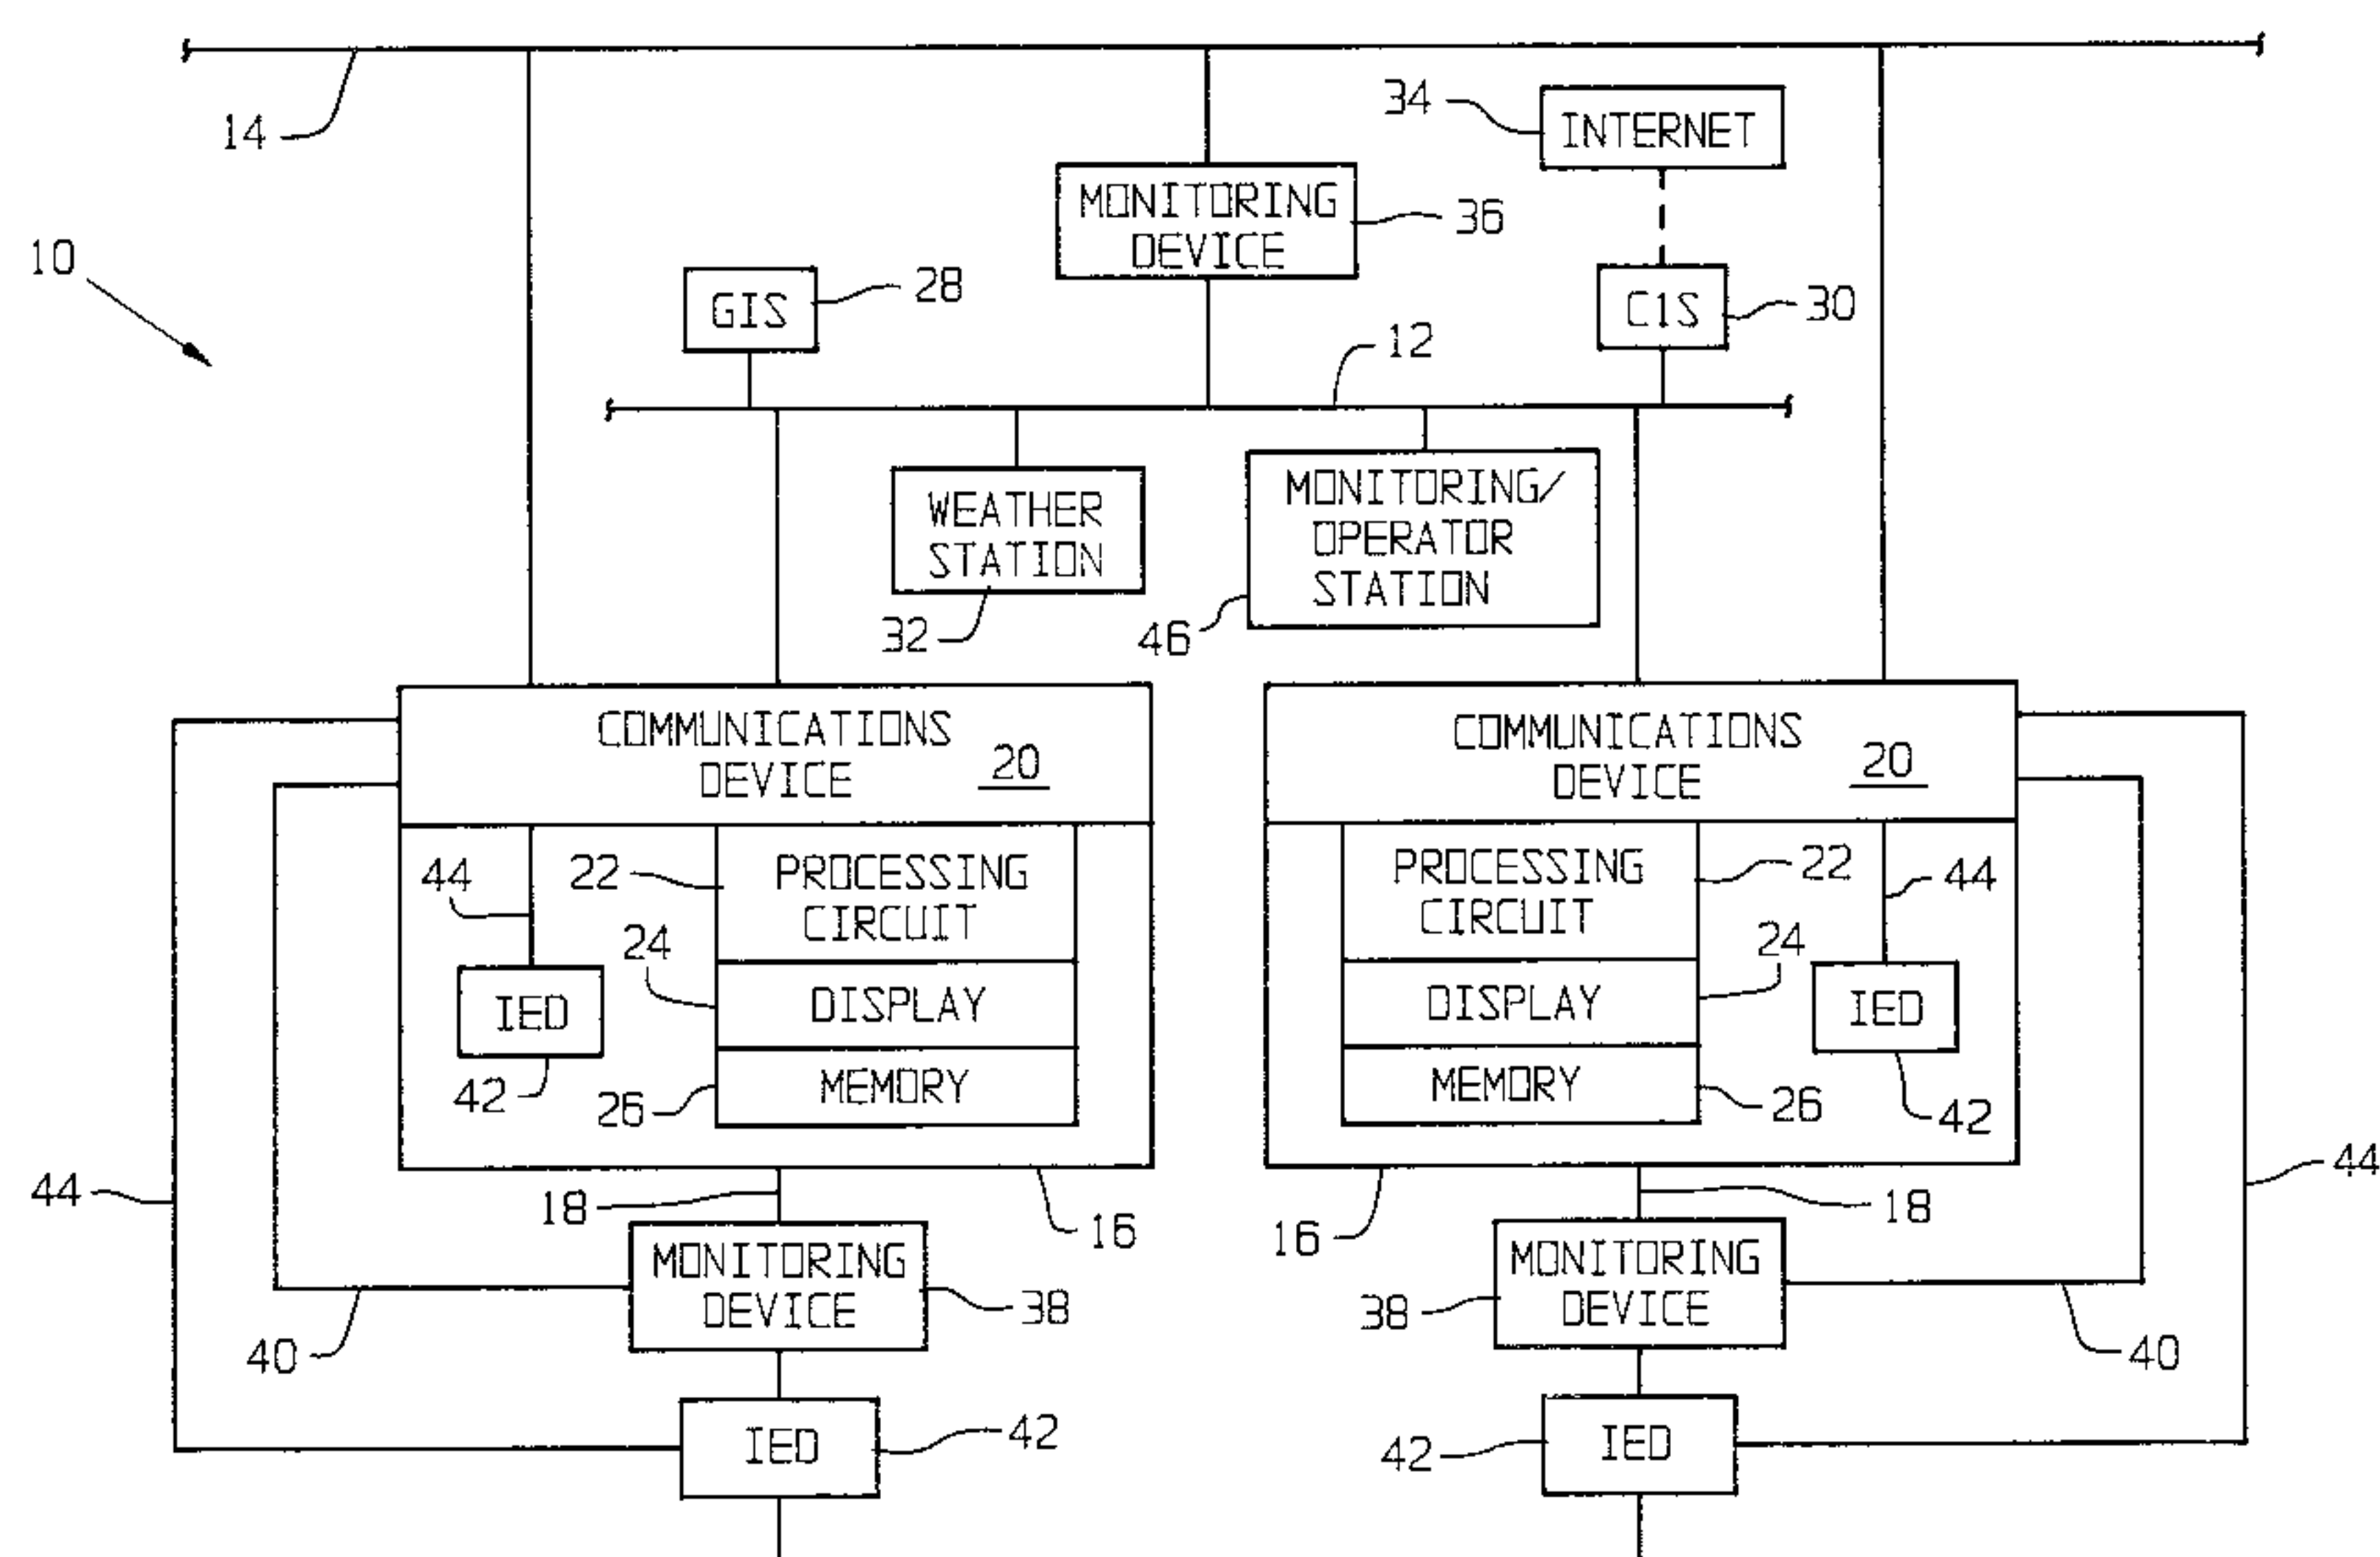 14
34
INTERNET
MONITORING
DEVICE
36
10
GIS
28
C1S
30
12
WEATHER
STATION
32
MONITORING/
OPERATOR
STATION
46
COMMUNICATIONS
DEVICE
20
COMMUNICATIONS
DEVICE
20
44
22
PROCESSING
CIRCUIT
24
DISPLAY
IED
42
26
MEMORY
PROCESSING
CIRCUIT
22
44
24
DISPLAY
IED
MEMORY
26
42
44
18
16
MONITORING
DEVICE
38
40
IED
42
44
18
16
MONITORING
DEVICE
38
40
IED
42